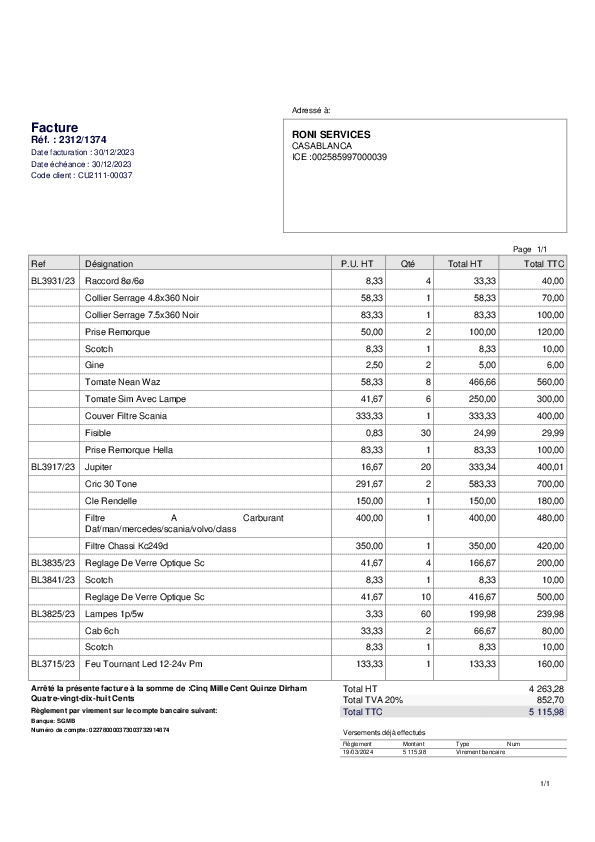 Adressé à:
Facture
Réf. : 2312/1374
Date facturation : 30/12/2023
Date échéance : 30/12/2023
Code client : CU2111-00037
RONI SERVICES
CASABLANCA
ICE :002585997000039
Page 1/1
Ref Désignation P.U. HT Qté Total HT Total TTC
BL3931/23 Raccord 8ø/6ø 8,33 4 33,33 40,00
Collier Serrage 4.8x360 Noir 58,33 1 58,33 70,00
Collier Serrage 7.5x360 Noir 83,33 1 83,33 100,00
Prise Remorque 50,00 2 100,00 120,00
Scotch 8,33 1 8,33 10,00
Gine 2,50 2 5,00 6,00
Tomate Nean Waz 58,33 8 466,66 560,00
Tomate Sim Avec Lampe 41,67 6 250,00 300,00
Couver Filtre Scania 333,33 1 333,33 400,00
Fisible 0,83 30 24,99 29,99
Prise Remorque Hella 83,33 1 83,33 100,00
BL3917/23 Jupiter 16,67 20 333,34 400,01
Cric 30 Tone 291,67 2 583,33 700,00
Cle Rendelle 150,00 1 150,00 180,00
Filtre A Carburant 400,00 1 400,00 480,00
Daf/man/mercedes/scania/volvo/class
Filtre Chassi Kc249d 350,00 1 350,00 420,00
BL3835/23 Reglage De Verre Optique Sc 41,67 4 166,67 200,00
BL3841/23 Scotch 8,33 1 8,33 10,00
Reglage De Verre Optique Sc 41,67 10 416,67 500,00
BL3825/23 Lampes 1p/5w 3,33 60 199,98 239,98
Cab 6ch 33,33 2 66,67 80,00
Scotch 8,33 1 8,33 10,00
BL3715/23 Feu Tournant Led 12-24v Pm 133,33 1 133,33 160,00
Arrêté la présente facture à la somme de :Cinq Mille Cent Quinze Dirham
Quatre-vingt-dix-huit Cents
Règlement par virement sur le compte bancaire suivant:
Banque: SGMB
Numéro de compte: 022780000373003732914874
Total HT 4 263,28
Total TVA 20% 852,70
Total TTC 5 115,98
Versements déjà effectués
Règlement Montant Type Num
19/03/2024 5 115,98 Virement bancaire
1/1